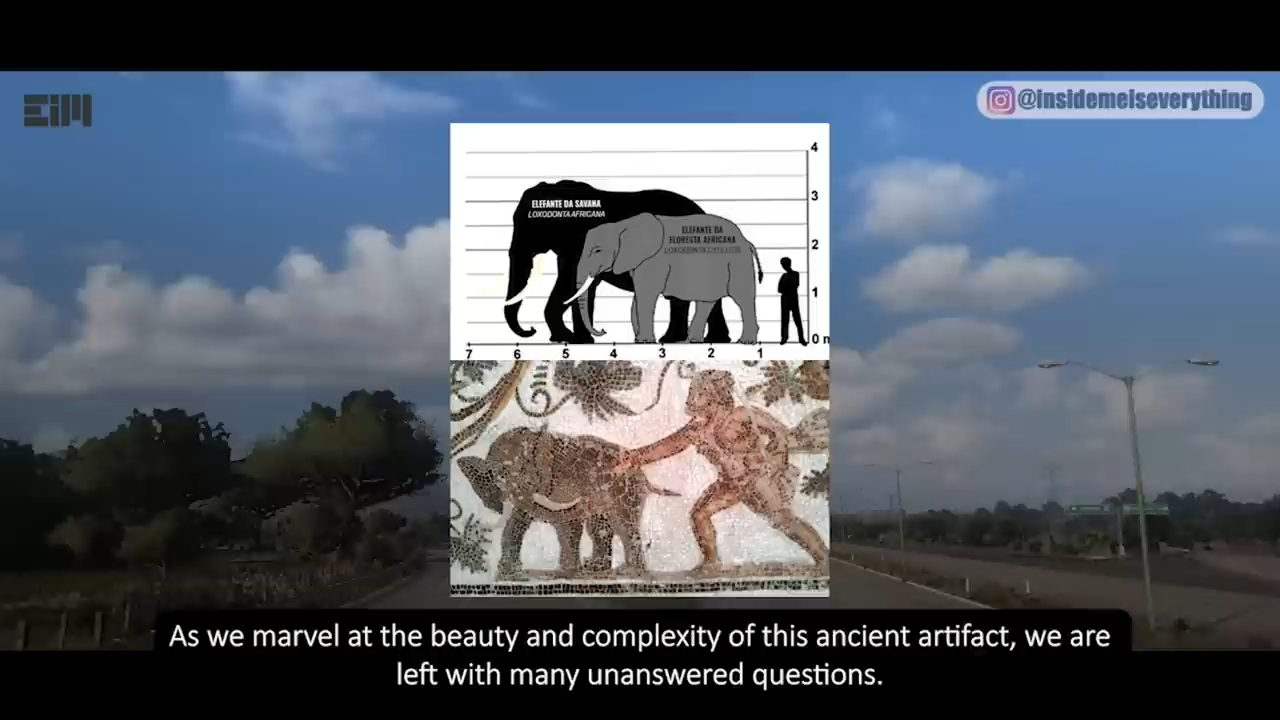 EIM
@insidemeiseverything
4
ELEFANTE DA SAVANA
3
LOXODONTA AFRICANA
ELEFANTE DA
FLORESTA AFRICANA
2
1
0 m
7 6 5 4 3 2 1
As we marvel at the beauty and complexity of this ancient artifact, we are
left with many unanswered questions.